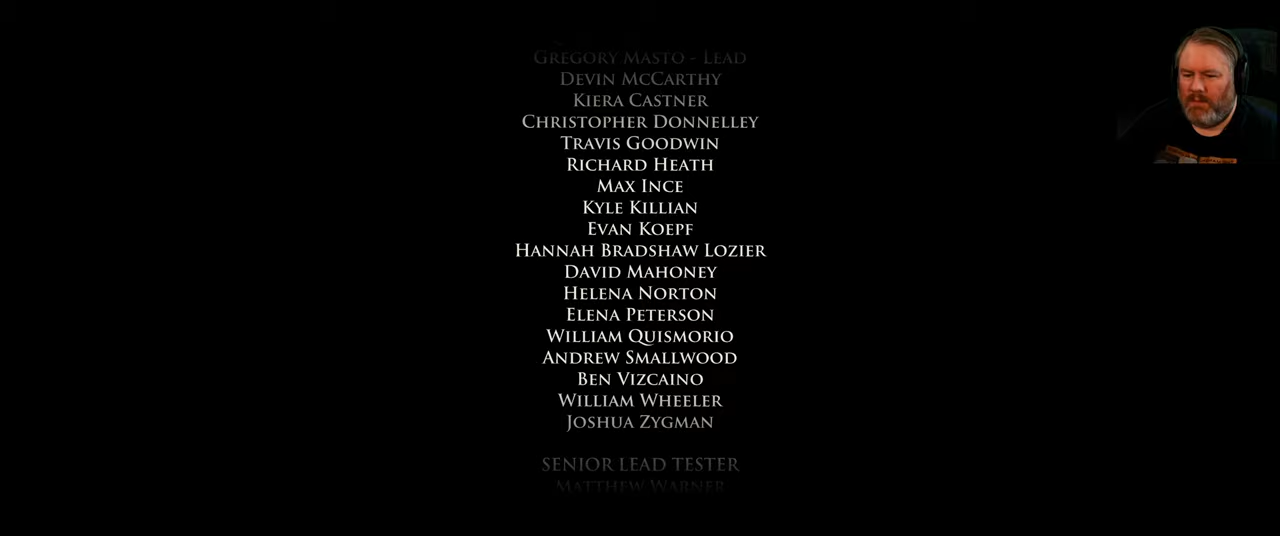 Gregory Masto - Lead
Devin McCarthy
Kiera Castner
Christopher Donnelley
Travis Goodwin
Richard Heath
Max Ince
Kyle Killian
Evan Koepf
Hannah Bradshaw Lozier
David Mahoney
Helena Norton
Elena Peterson
William Quismorio
Andrew Smallwood
Ben Vizcaino
William Wheeler
Joshua Zygman
SENIOR LEAD TESTER
Matthew Warner